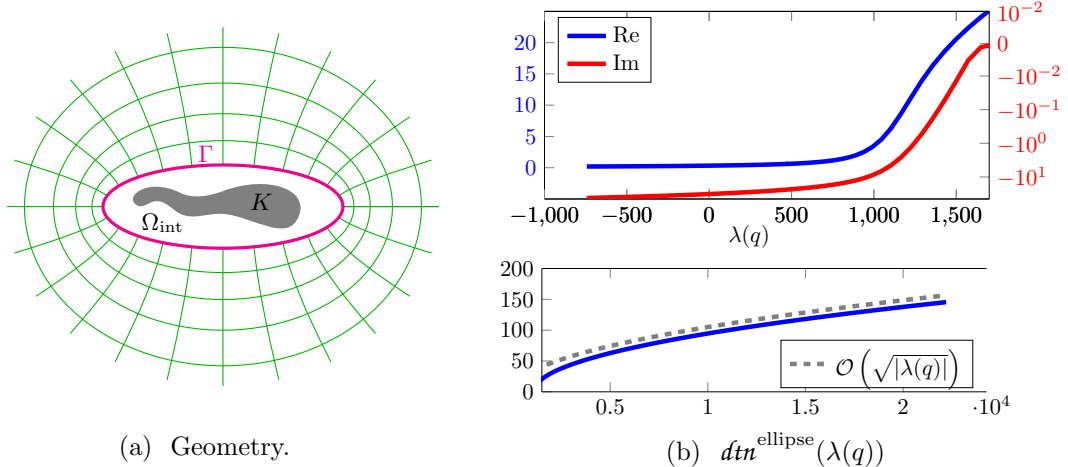 Γ
K
Ω_int
(a) Geometry.
Re
Im
25
20
15
10
5
0
10^{-2}
0
−10^{-2}
−10^{-1}
−10^{0}
−10^{1}
−1,000 −500 0 500 1,000 1,500
λ(q)
200
150
100
50
0
O(√|λ(q)|)
0.5 1 1.5 2 ·10^4
(b) dtn^{ellipse}(λ(q))